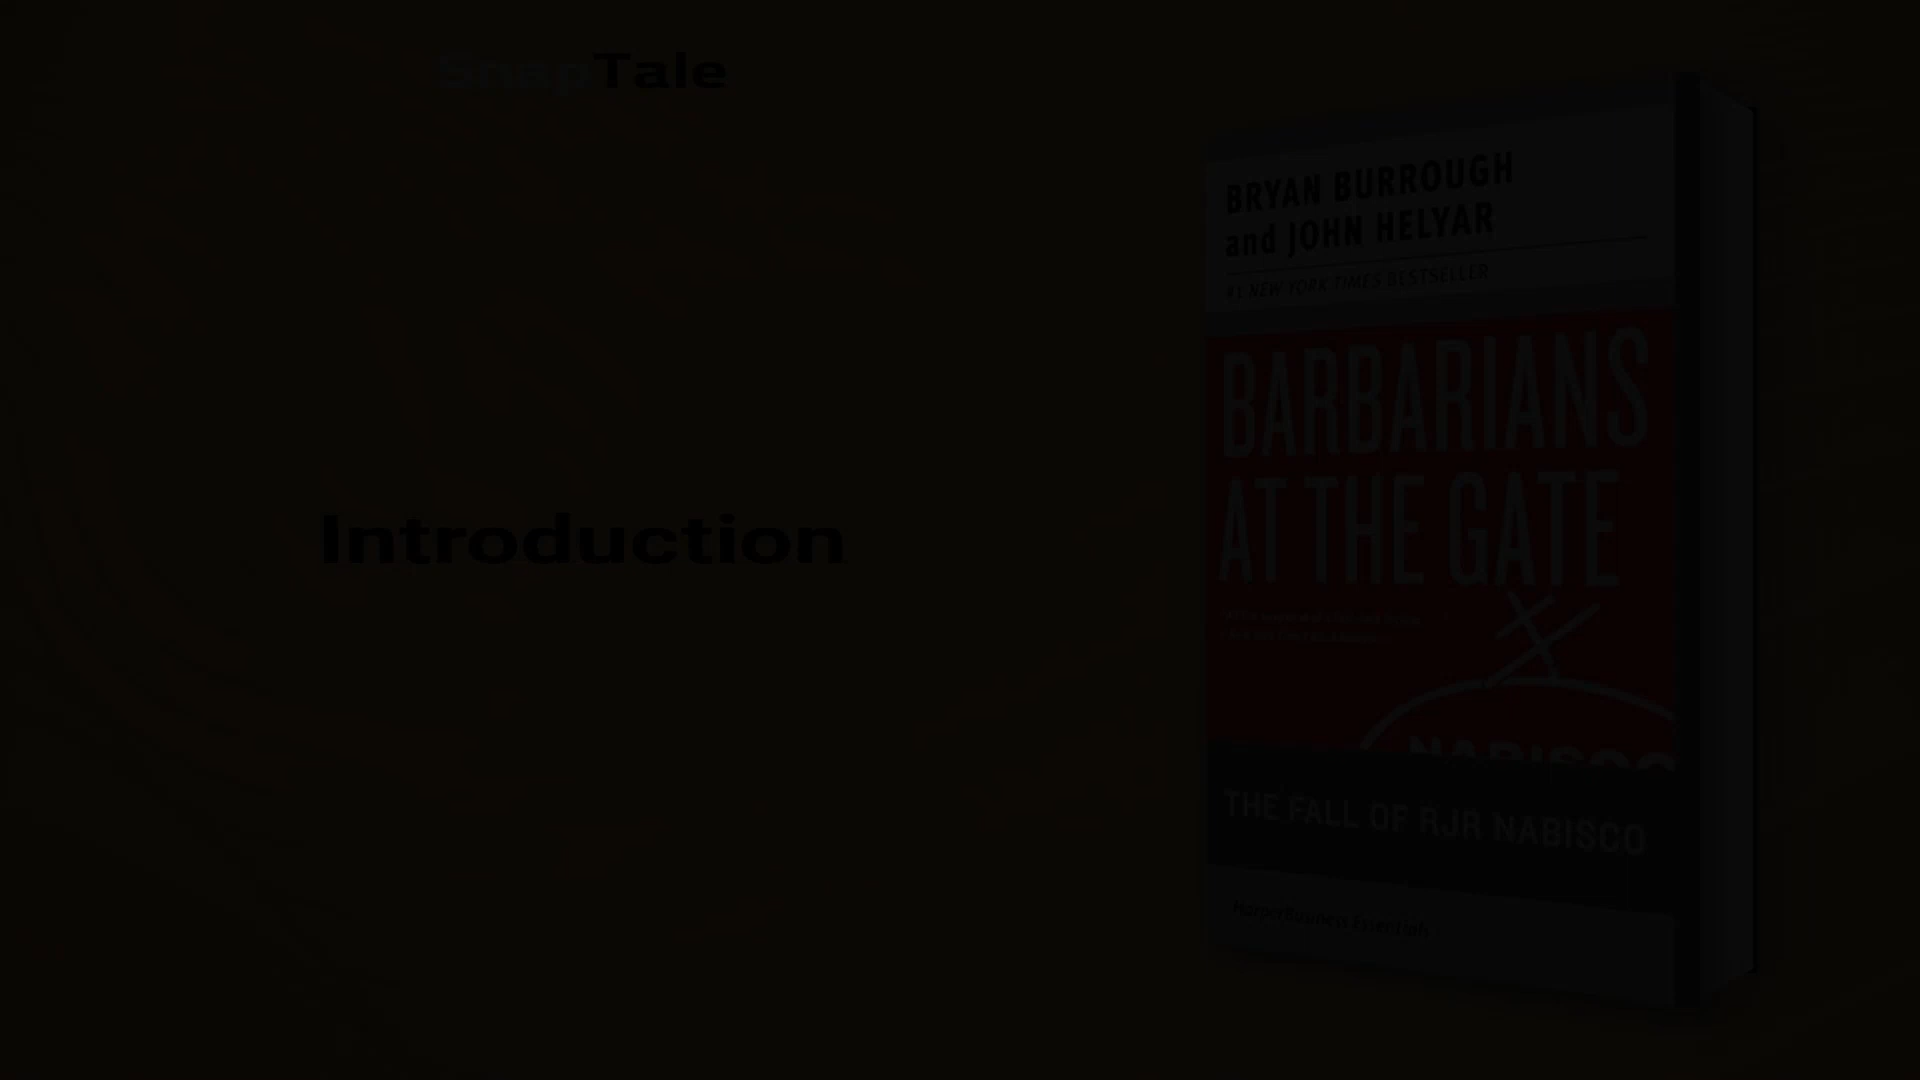 SnapTale
Introduction
BRYAN BURROUGH
and JOHN HELYAR
#1 NEW YORK TIMES BESTSELLER
BARBARIANS
AT THE GATE
NABISCO
THE FALL OF RJR NABISCO
HarperBusiness Essentials